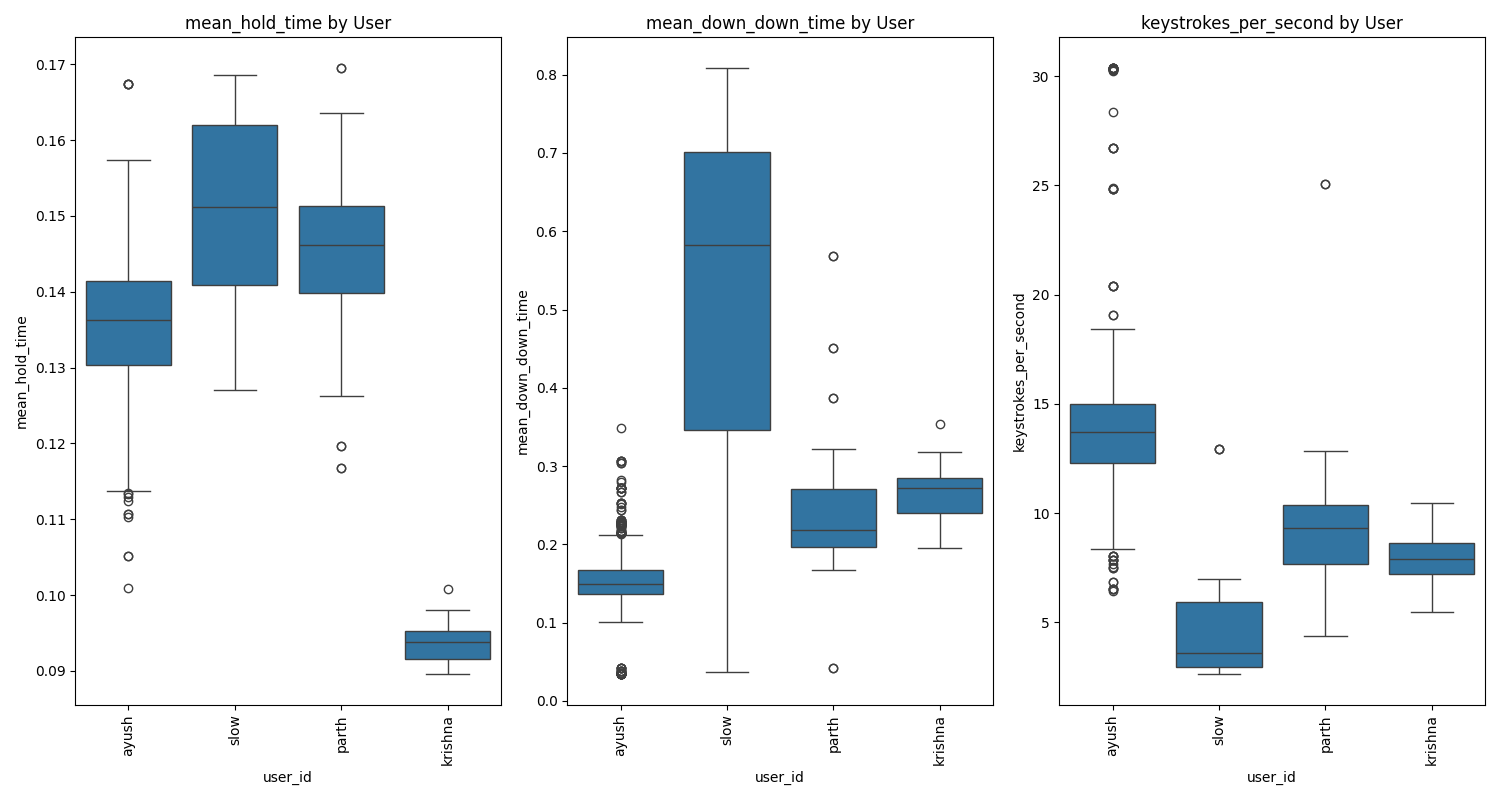 mean_hold_time by User
mean_hold_time
0.17
0.16
0.15
0.14
0.13
0.12
0.11
0.10
0.09
ayush
slow
parth
krishna
user_id
mean_down_down_time by User
mean_down_down_time
0.8
0.7
0.6
0.5
0.4
0.3
0.2
0.1
0.0
ayush
slow
parth
krishna
user_id
keystrokes_per_second by User
keystrokes_per_second
30
25
20
15
10
5
ayush
slow
parth
krishna
user_id